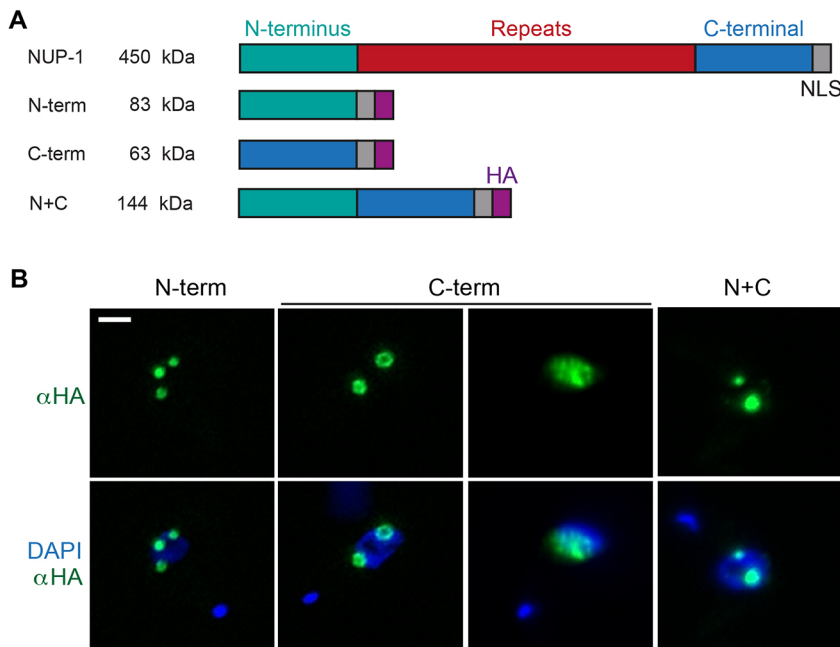 A
N-terminus Repeats C-terminal
NUP-1 450 kDa
NLS
N-term 83 kDa
C-term 63 kDa
HA
N+C 144 kDa
B
N-term C-term N+C
αHA
DAPI
αHA